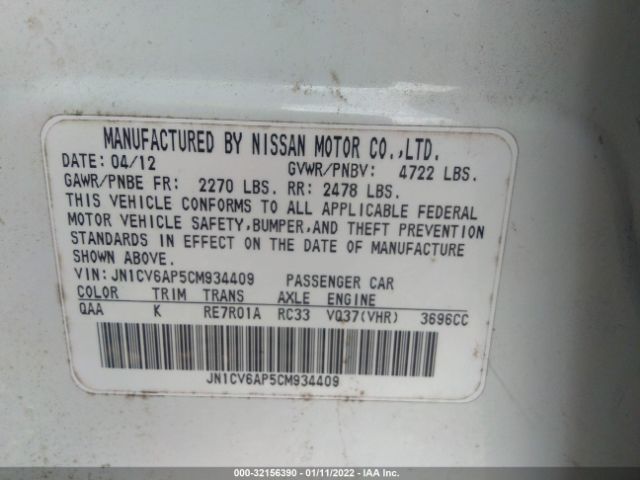 MANUFACTURED BY NISSAN MOTOR CO.,LTD.
DATE: 04/12 GVWR/PNBV: 4722 LBS.
GAWR/PNBE FR: 2270 LBS. RR: 2478 LBS.
THIS VEHICLE CONFORMS TO ALL APPLICABLE FEDERAL
MOTOR VEHICLE SAFETY, BUMPER, AND THEFT PREVENTION
STANDARDS IN EFFECT ON THE DATE OF MANUFACTURE
SHOWN ABOVE.
VIN: JN1CV6AP5CM934409 PASSENGER CAR
COLOR TRIM TRANS AXLE ENGINE
QAA K RE7R01A RC33 VQ37(VHR) 3696CC
JN1CV6AP5CM934409
000-32156390 - 01/11/2022 - IAA Inc.